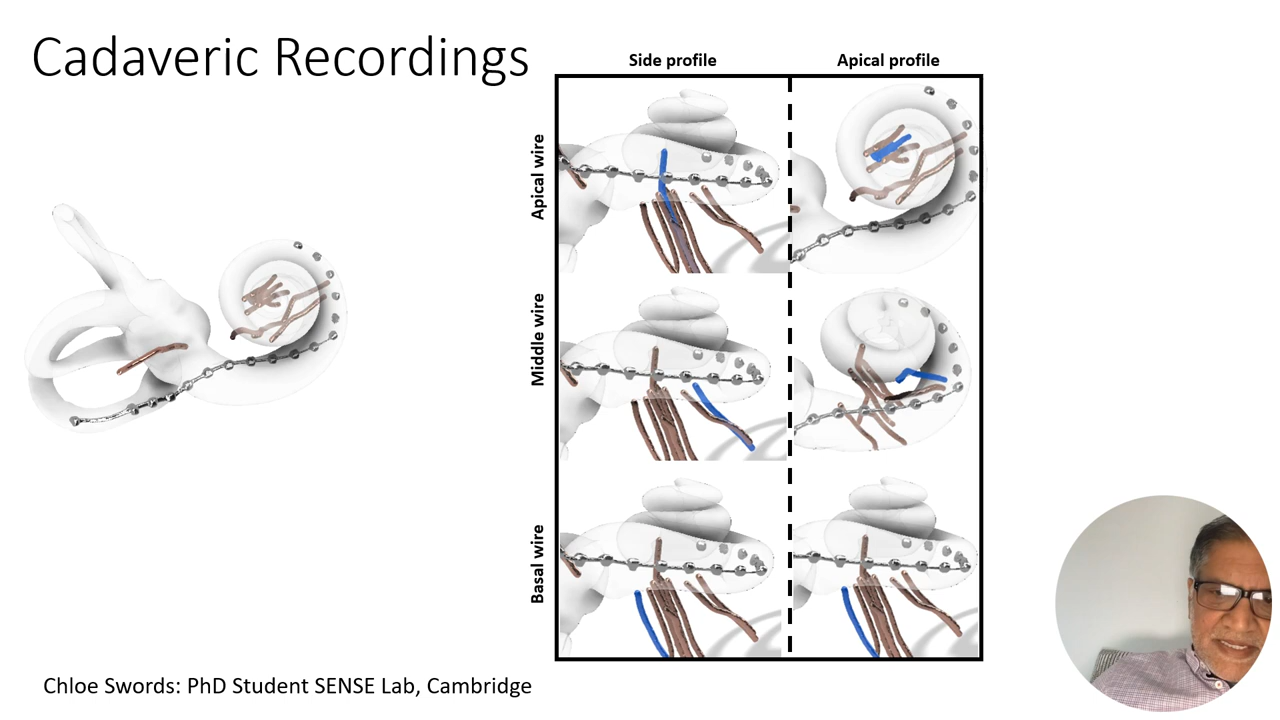 Cadaveric Recordings
Side profile
Apical profile
Apical wire
Middle wire
Basal wire
Chloe Swords: PhD Student SENSE Lab, Cambridge